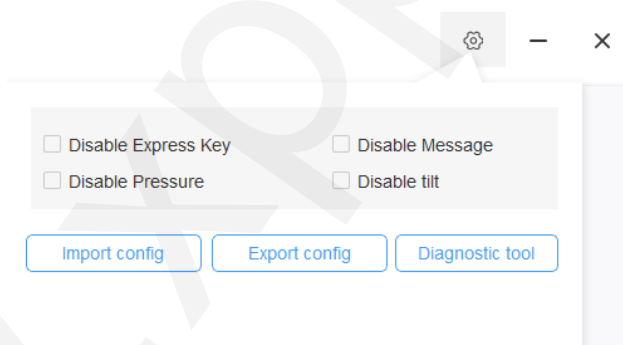 Disable Express Key Disable Message
Disable Pressure Disable tilt
Import config Export config Diagnostic tool